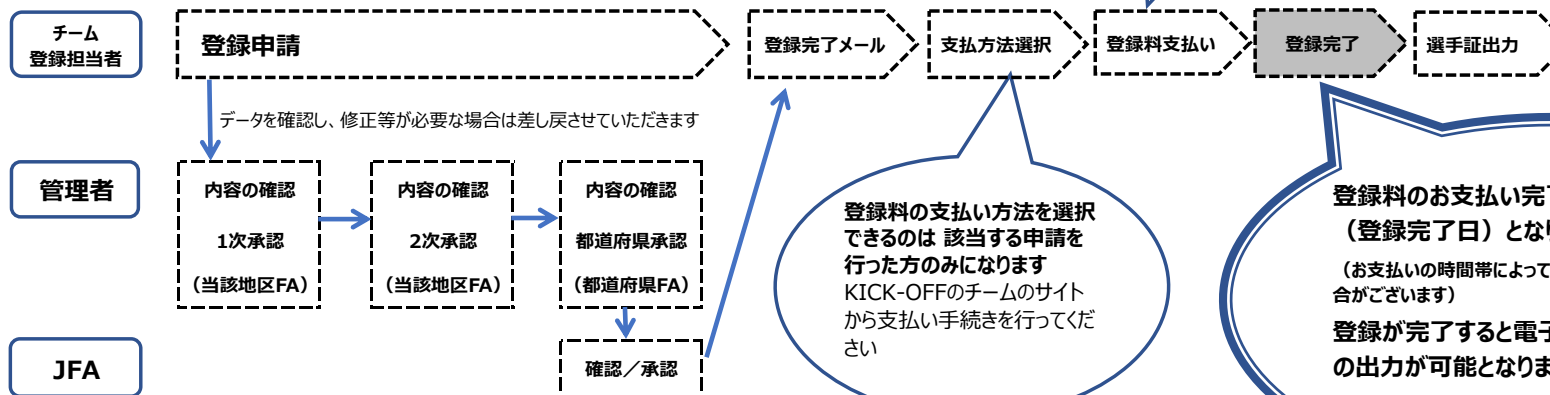 チーム
登録担当者
登録申請
登録完了メール
支払方法選択
登録料支払い
登録完了
選手証出力
データを確認し、修正等が必要な場合は差し戻させていただきます
管理者
内容の確認
1次承認
（当該地区FA）
内容の確認
2次承認
（当該地区FA）
内容の確認
都道府県承認
（都道府県FA）
JFA
確認／承認
登録料の支払い方法を選択
できるのは 該当する申請を
行った方のみになります
KICK-OFFのチームのサイト
から支払い手続きを行ってくだ
さい
登録料のお支払い完
（登録完了日）とな
（お支払いの時間帯によって
合がございます）
登録が完了すると電子
の出力が可能となりま